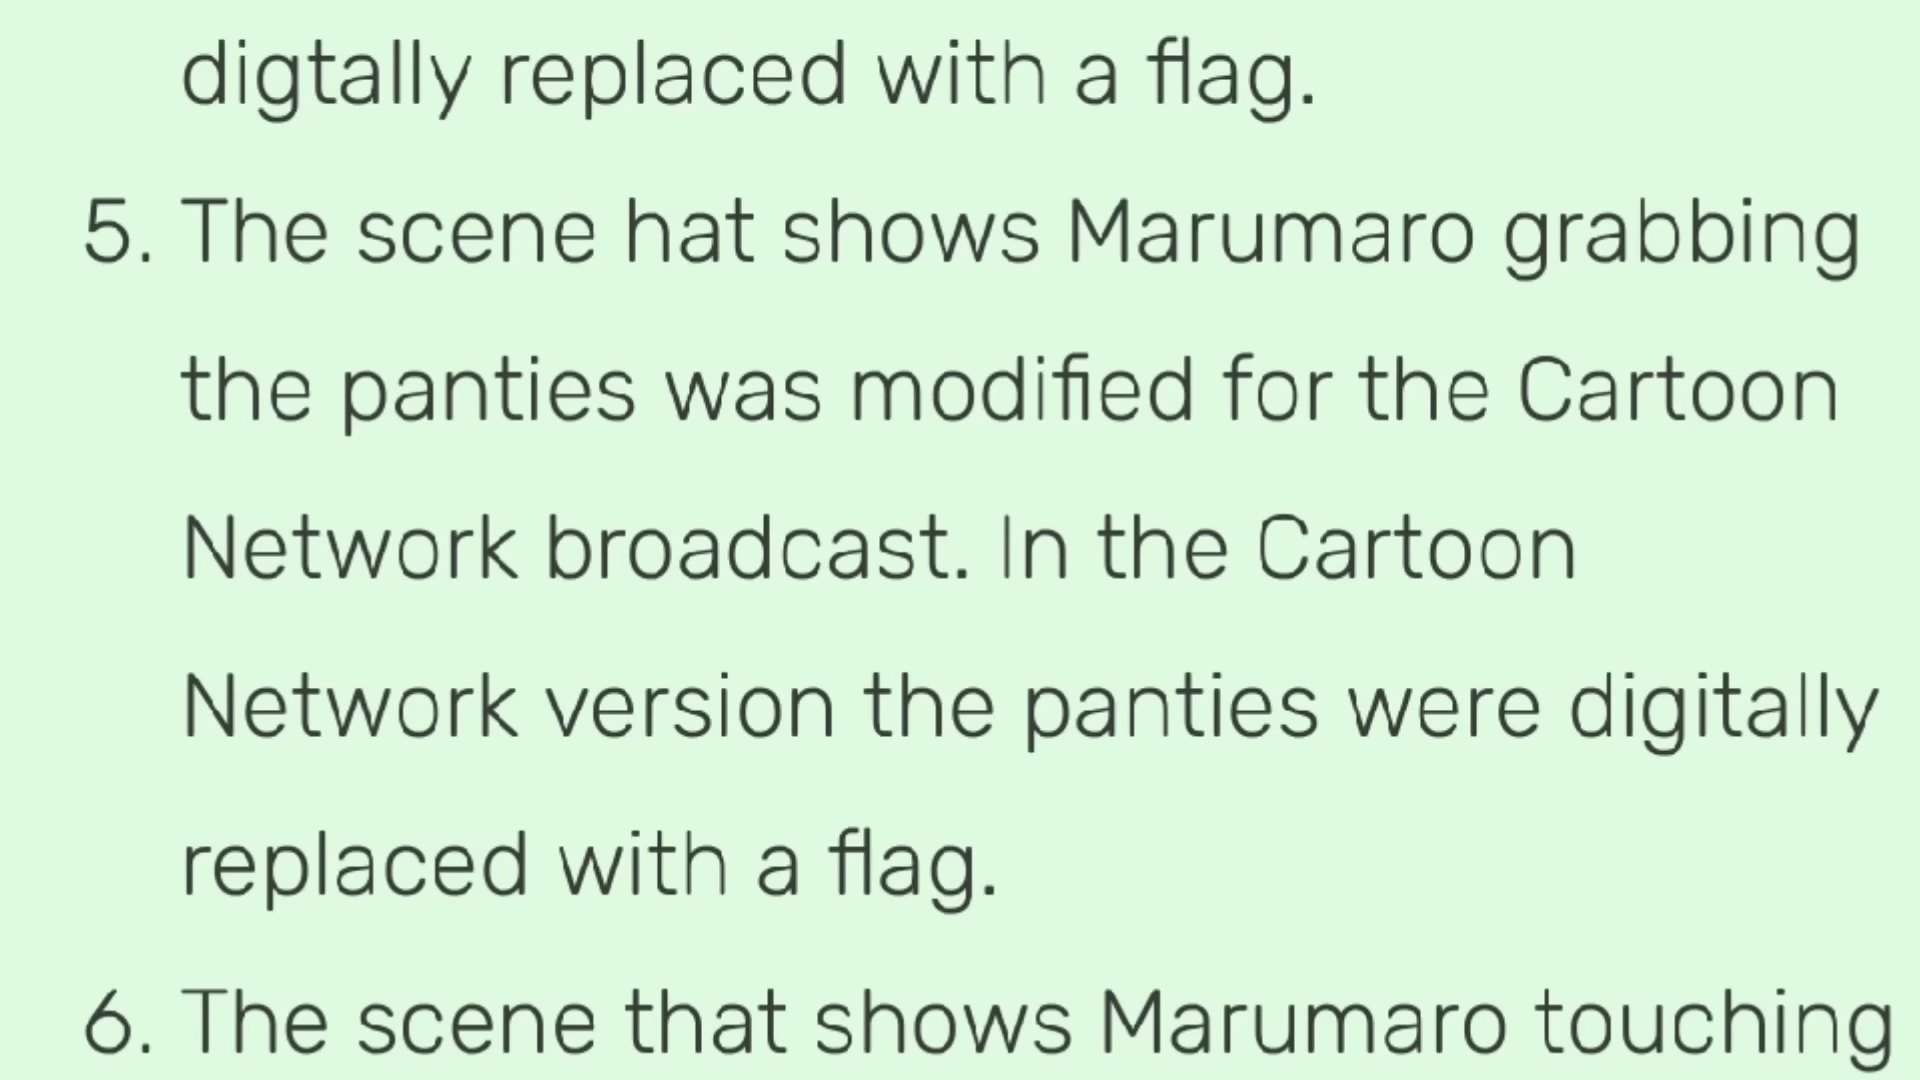 digtally replaced with a flag.
5. The scene hat shows Marumaro grabbing
the panties was modified for the Cartoon
Network broadcast. In the Cartoon
Network version the panties were digitally
replaced with a flag.
6. The scene that shows Marumaro touching